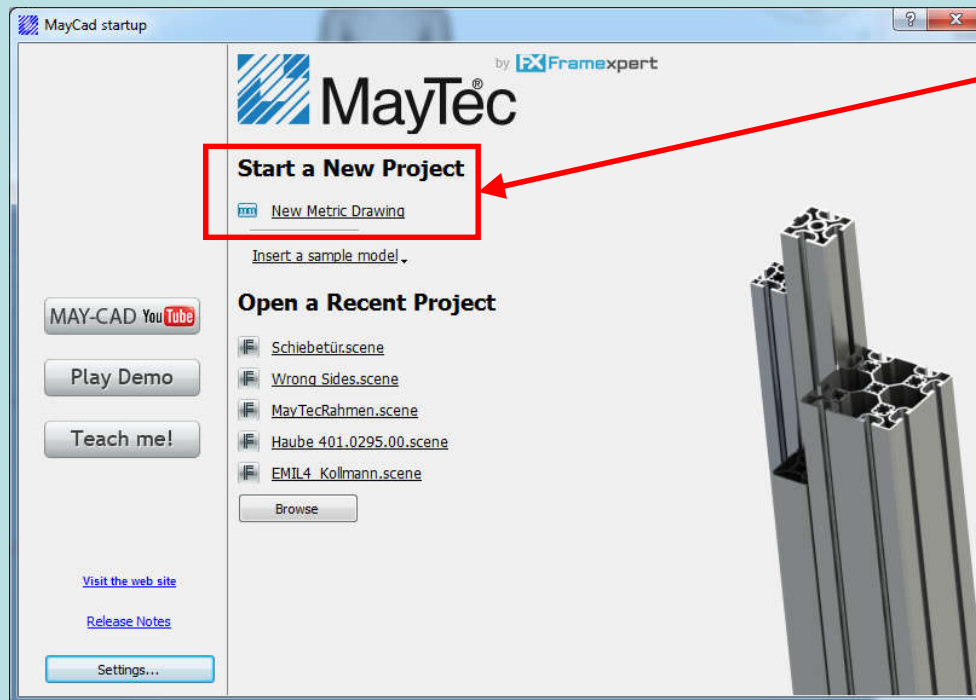 MayCad startup
by FX Framexpert
MayTec®
Start a New Project
mm New Metric Drawing
Insert a sample model
Open a Recent Project
MAY-CAD YouTube
Schiebetür.scene
Play Demo
Wrong Sides.scene
MayTecRahmen.scene
Teach me!
Haube 401.0295.00.scene
EMIL4_Kollmann.scene
Browse
Visit the web site
Release Notes
Settings...